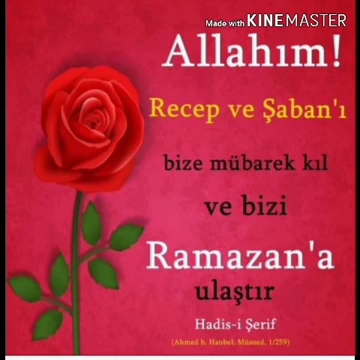 Made with KINEMASTER
Allahım!
Recep ve Şaban'ı
bize mübarek kıl
ve bizi
Ramazan'a
ulaştır
Hadis-i Şerif
(Ahmed b. Hanbel, Müsned, 1/259)